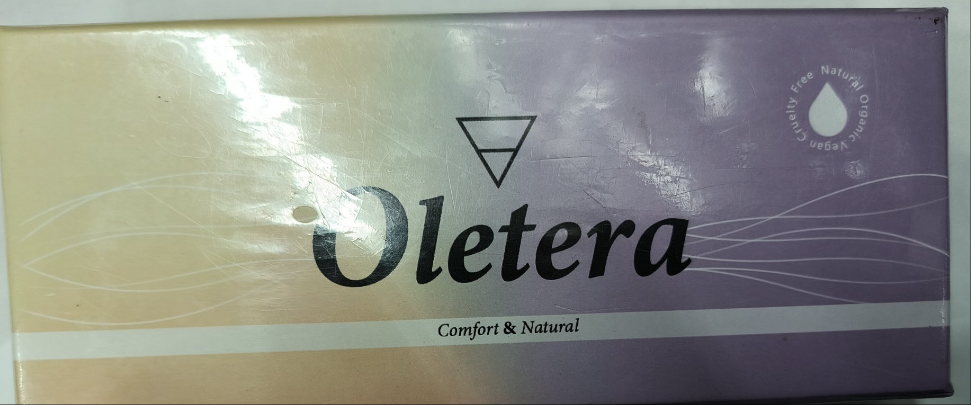 Cruelty Free Natural Organic Vegan
Oletera
Comfort & Natural